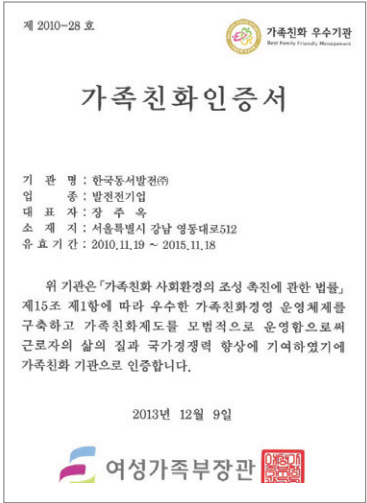 제 2010-28 호
가족친화 우수기관
Best Family Friendly Management
가족친화인증서
기 관 명 : 한국동서발전㈜
업 종 : 발전전기업
대 표 자 : 장 주 옥
소 재 지 : 서울특별시 강남 영동대로512
유 효 기 간 : 2010.11.19 ~ 2015.11.18
위 기관은「가족친화 사회환경의 조성 촉진에 관한 법률」
제15조 제1항에 따라 우수한 가족친화경영 운영체제를
구축하고 가족친화제도를 모범적으로 운영함으로써
근로자의 삶의 질과 국가경쟁력 향상에 기여하였기에
가족친화 기관으로 인증합니다.
2013년 12월 9일
여성가족부장관